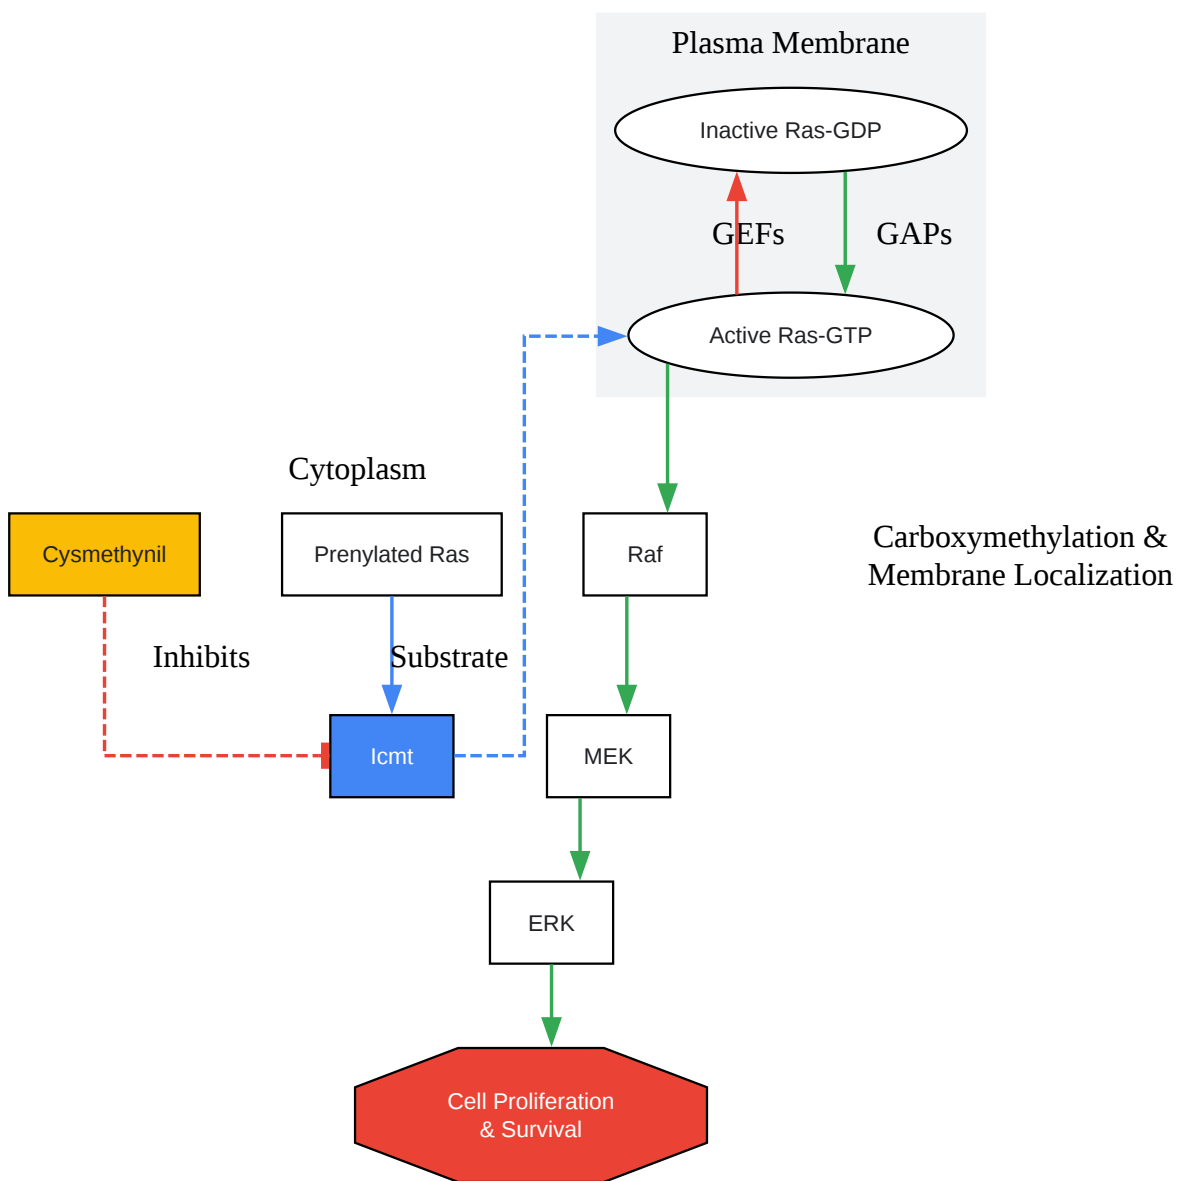 Plasma Membrane
Inactive Ras-GDP
GEFs
GAPs
Active Ras-GTP
Cytoplasm
Cysmethynil
Prenylated Ras
Raf
Carboxymethylation &
Membrane Localization
Inhibits
Substrate
Icmt
MEK
ERK
Cell Proliferation
& Survival